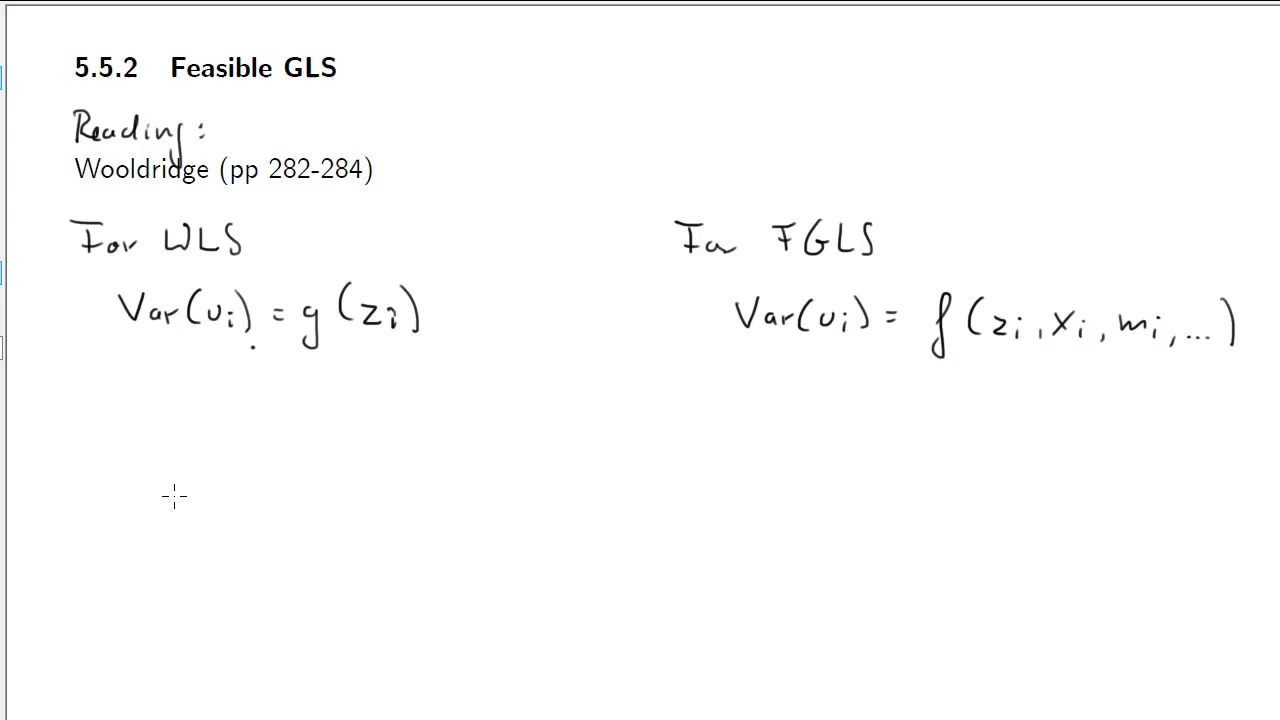 5.5.2 Feasible GLS
Reading:
Wooldridge (pp 282-284)
For WLS
Var(uᵢ) = g(zᵢ)
For FGLS
Var(uᵢ) = f(zᵢ, xᵢ, mᵢ, ...)